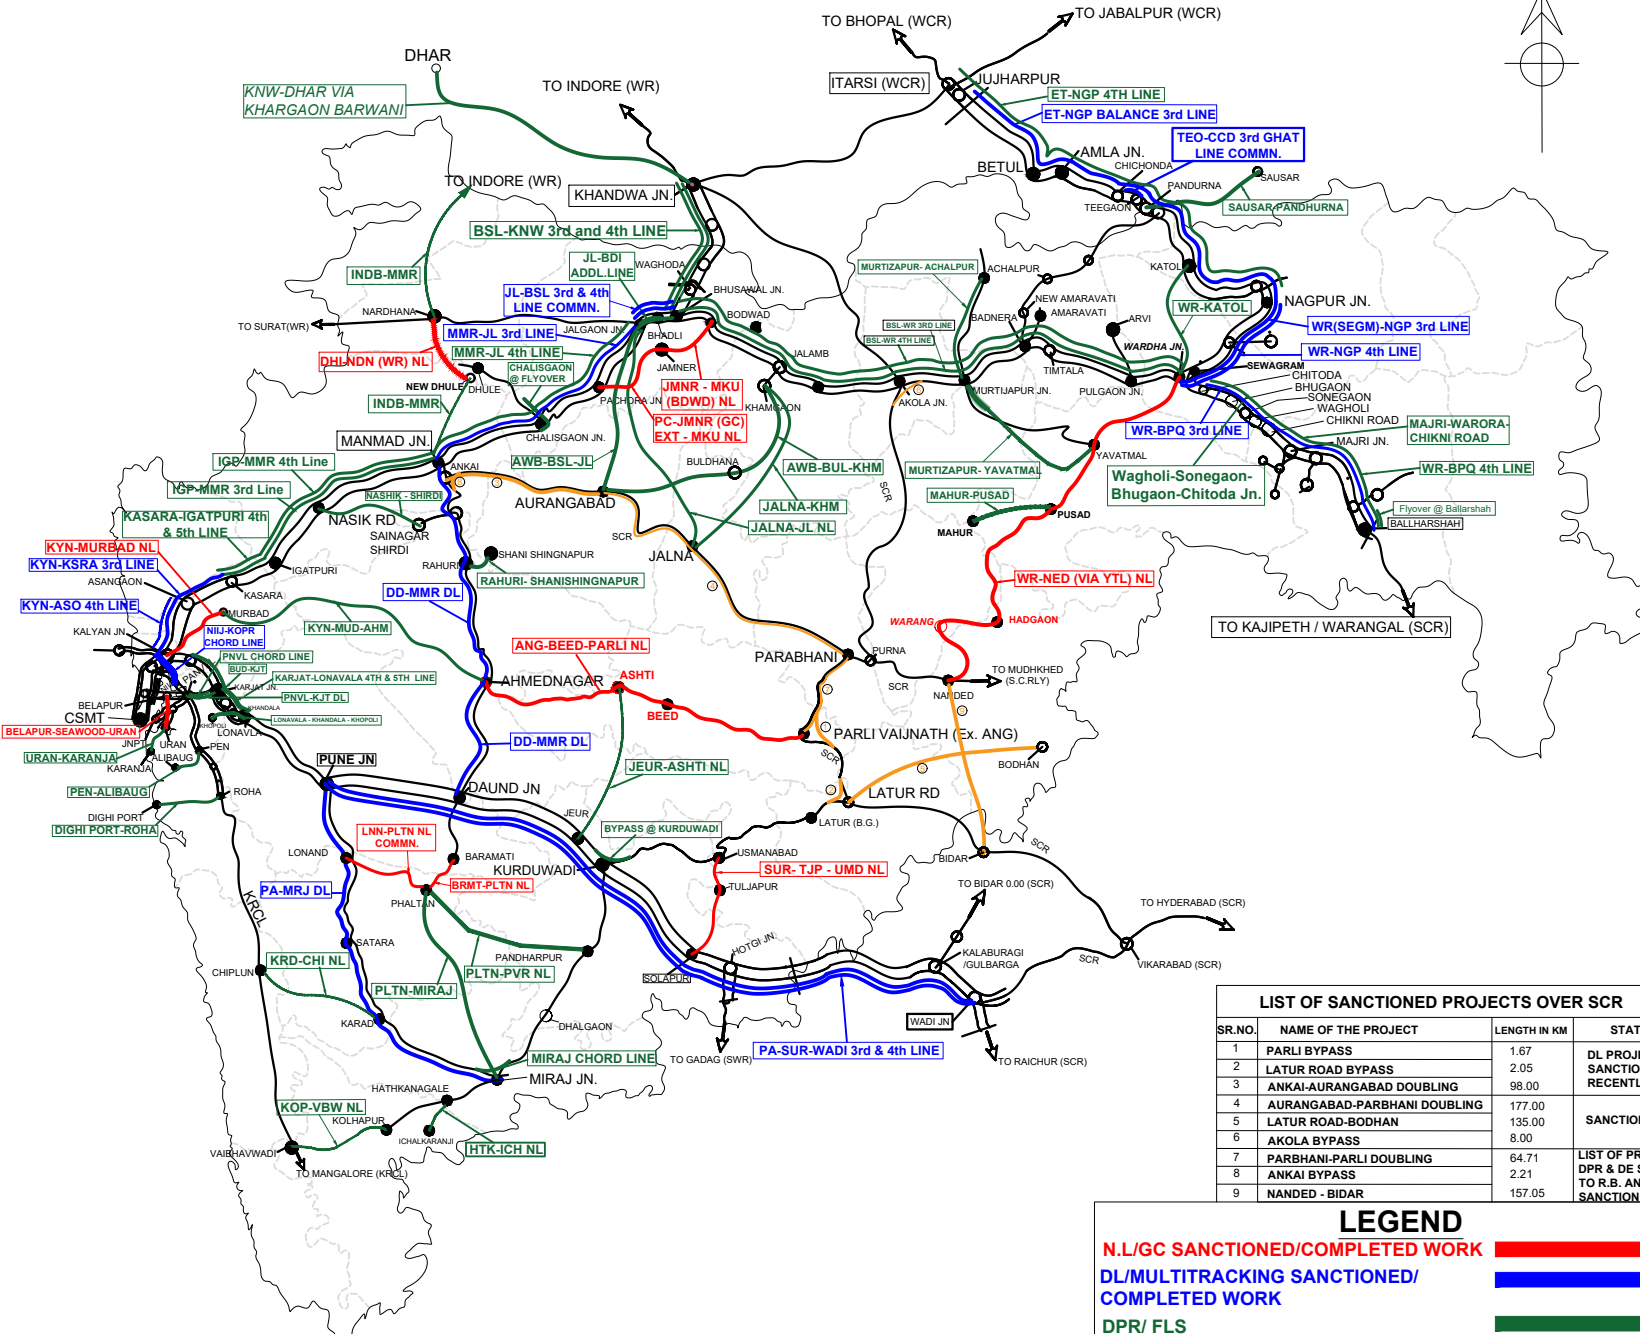 TO BHOPAL (WCR)
TO JABALPUR (WCR)
DHAR
TO INDORE (WR)
ITARSI (WCR)
JUJHARPUR
KNW-DHAR VIA
KHARGAON BARWANI
ET-NGP 4TH LINE
ET-NGP BALANCE 3rd LINE
TEO-CCD 3rd GHAT
LINE COMMN.
AMLA JN.
BETUL
CHICHONDA
PANDURNA
SAUSAR
TEEGAON
SAUSAR-PANDHURNA
TO INDORE (WR)
KHANDWA JN.
BSL-KNW 3rd and 4th LINE
JL-BDI
ADDL.LINE
WAGHODA
INDB-MMR
JL-BSL 3rd & 4th
LINE COMMN.
BHUSAWAL JN.
MURTIZAPUR- ACHALPUR
ACHALPUR
KATOL
NEW AMARAVATI
AMARAVATI
WR-KATOL
NAGPUR JN.
NARDHANA
TO SURAT(WR)
MMR-JL 3rd LINE
JALGAON JN.
BODWAD
BADNERA
ARVI
BSL-WR 3RD LINE
BSL-WR 4TH LINE
WR(SEGM)-NGP 3rd LINE
BHADLI
WARDHA JN.
WR-NGP 4th LINE
DHI-NDN (WR) NL
MMR-JL 4th LINE
JALAMB
JAMNER
CHALISGAON
@ FLYOVER
TIMTALA
SEWAGRAM
NEW DHULE
DHULE
JMNR - MKU
(BDWD) NL
PACHORA JN
CHITODA
BHUGAON
SONEGAON
WAGHOLI
CHIKNI ROAD
MAJRI JN.
INDB-MMR
KHAMGAON
AKOLA JN.
MURTIJAPUR JN.
PULGAON JN.
PC-JMNR (GC)
EXT - MKU NL
MAJRI-WARORA-
CHIKNI ROAD
MANMAD JN.
CHALISGAON JN.
WR-BPQ 3rd LINE
IGP-MMR 4th Line
ANKAI
AWB-BSL-JL
BULDHANA
AWB-BUL-KHM
MURTIZAPUR- YAVATMAL
YAVATMAL
WR-BPQ 4th LINE
Wagholi-Sonegaon-
Bhugaon-Chitoda Jn.
IGP-MMR 3rd Line
NASHIK - SHIRDI
AURANGABAD
JALNA-KHM
SCR
MAHUR-PUSAD
Flyover @ Ballarshah
KASARA-IGATPURI 4th
& 5th LINE
NASIK RD
SAINAGAR
SHIRDI
JALNA-JL NL
PUSAD
MAHUR
BALLHARSHAH
KYN-MURBAD NL
KYN-KSRA 3rd LINE
IGATPURI
SCR
JALNA
SHANI SHINGNAPUR
RAHURI
RAHURI- SHANISHINGNAPUR
WR-NED (VIA YTL) NL
ASANGAON
KASARA
KYN-ASO 4th LINE
MURBAD
DD-MMR DL
KALYAN JN
NIIJ-KOPR
CHORD LINE
KYN-MUD-AHM
WARANG
HADGAON
TO KAJIPETH / WARANGAL (SCR)
PNVL CHORD LINE
BUD-KJT
KARJAT-LONAVALA 4TH & 5TH LINE
KARJAT JN.
PNVL-KJT DL
ANG-BEED-PARLI NL
PARABHANI
PURNA
SCR
TO MUDHKHED
(S.C.RLY)
AHMEDNAGAR
ASHTI
NANDED
BELAPUR
CSMT
KHANDALA
KHOPOLI
LONAVALA - KHANDALA - KHOPOLI
LONAVLA
BEED
BELAPUR-SEAWOOD-URAN
JNPT
URAN
PEN
PARLI VAIJNATH (Ex. ANG)
URAN-KARANJA
KARANJA
ALIBAUG
PUNE JN
DD-MMR DL
SCR
BODHAN
JEUR-ASHTI NL
PEN-ALIBAUG
ROHA
DAUND JN
LATUR RD
DIGHI PORT
DIGHI PORT-ROHA
JEUR
LATUR (B.G.)
LNN-PLTN NL
COMMN.
BYPASS @ KURDUWADI
LONAND
BARAMATI
KURDUWADI
USMANABAD
BIDAR
SCR
SUR- TJP - UMD NL
BRMT-PLTN NL
PA-MRJ DL
TULJAPUR
TO BIDAR 0.00 (SCR)
PHALTAN
KRCL
TO HYDERABAD (SCR)
SATARA
HOTGI JN.
PANDHARPUR
KALABURAGI
/GULBARGA
KRD-CHI NL
CHIPLUN
PLTN-PVR NL
SOLAPUR
SCR
VIKARABAD (SCR)
PLTN-MIRAJ
KARAD
DHALGAON
WADI JN
PA-SUR-WADI 3rd & 4th LINE
TO GADAG (SWR)
TO RAICHUR (SCR)
MIRAJ CHORD LINE
MIRAJ JN.
HATHKANAGALE
KOP-VBW NL
KOLHAPUR
ICHALKARANJI
HTK-ICH NL
VAIBHAVWADI
TO MANGALORE (KRCL)
LIST OF SANCTIONED PROJECTS OVER SCR
SR.NO. NAME OF THE PROJECT LENGTH IN KM STAT
1 PARLI BYPASS 1.67
2 LATUR ROAD BYPASS 2.05
3 ANKAI-AURANGABAD DOUBLING 98.00
DL PROJ
SANCTIO
RECENTL
4 AURANGABAD-PARBHANI DOUBLING 177.00
5 LATUR ROAD-BODHAN 135.00
6 AKOLA BYPASS 8.00
SANCTION
7 PARBHANI-PARLI DOUBLING 64.71
8 ANKAI BYPASS 2.21
9 NANDED - BIDAR 157.05
LIST OF PR
DPR & DE S
TO R.B. AN
SANCTION
LEGEND
N.L/GC SANCTIONED/COMPLETED WORK
DL/MULTITRACKING SANCTIONED/
COMPLETED WORK
DPR/ FLS